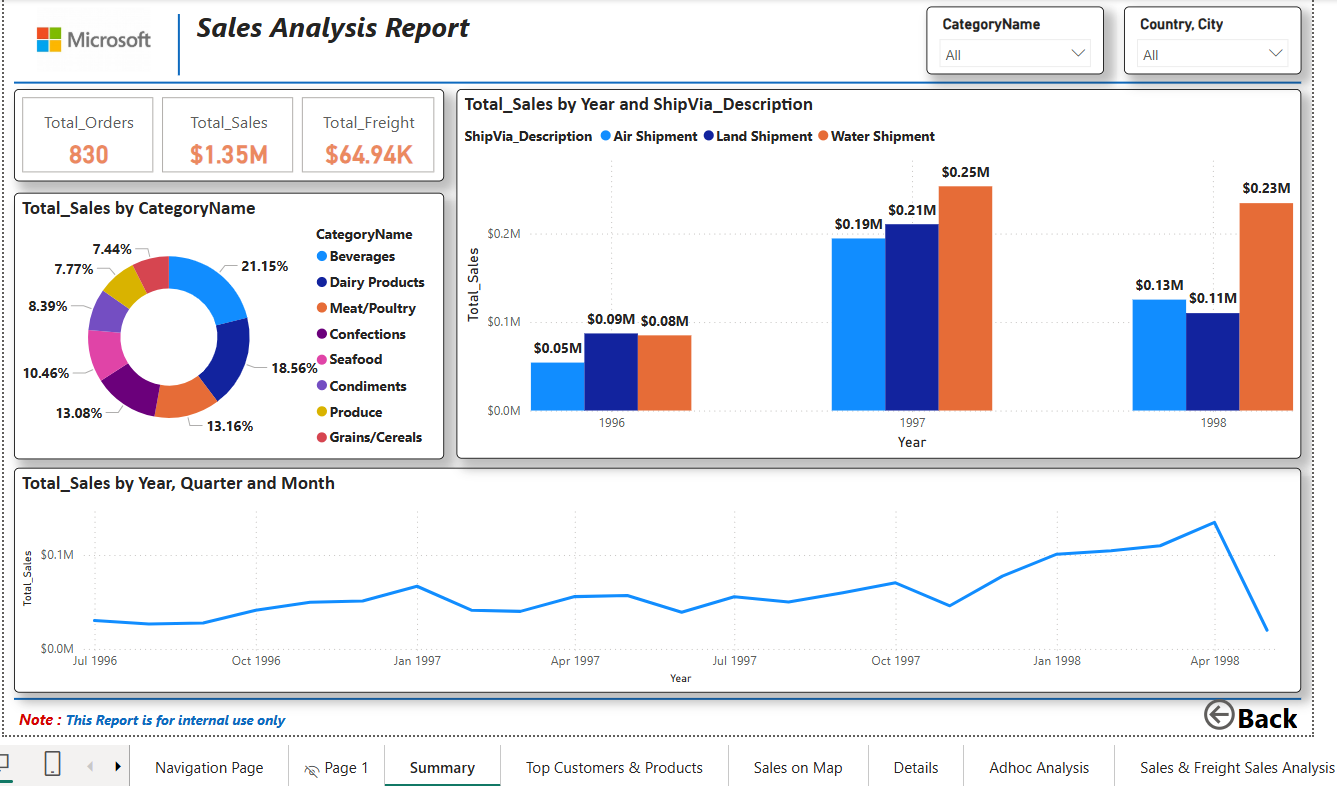 Microsoft
Sales Analysis Report
CategoryName
All
Country, City
All
Total_Orders
830
Total_Sales
$1.35M
Total_Freight
$64.94K
Total_Sales by Year and ShipVia_Description
ShipVia_Description Air Shipment Land Shipment Water Shipment
Total_Sales
$0.2M
$0.1M
$0.0M
$0.05M
$0.09M
$0.08M
$0.19M
$0.21M
$0.25M
$0.13M
$0.11M
$0.23M
1996
1997
1998
Year
Total_Sales by CategoryName
7.44%
7.77%
8.39%
10.46%
13.08%
13.16%
18.56%
21.15%
CategoryName
Beverages
Dairy Products
Meat/Poultry
Confections
Seafood
Condiments
Produce
Grains/Cereals
Total_Sales by Year, Quarter and Month
Total_Sales
$0.1M
$0.0M
Jul 1996
Oct 1996
Jan 1997
Apr 1997
Jul 1997
Oct 1997
Jan 1998
Apr 1998
Year
Note : This Report is for internal use only
Back
Navigation Page
Page 1
Summary
Top Customers & Products
Sales on Map
Details
Adhoc Analysis
Sales & Freight Sales Analysis